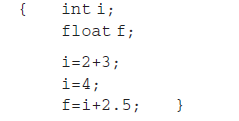 { int i;
float f;
i=2+3;
i=4;
f=i+2.5; }